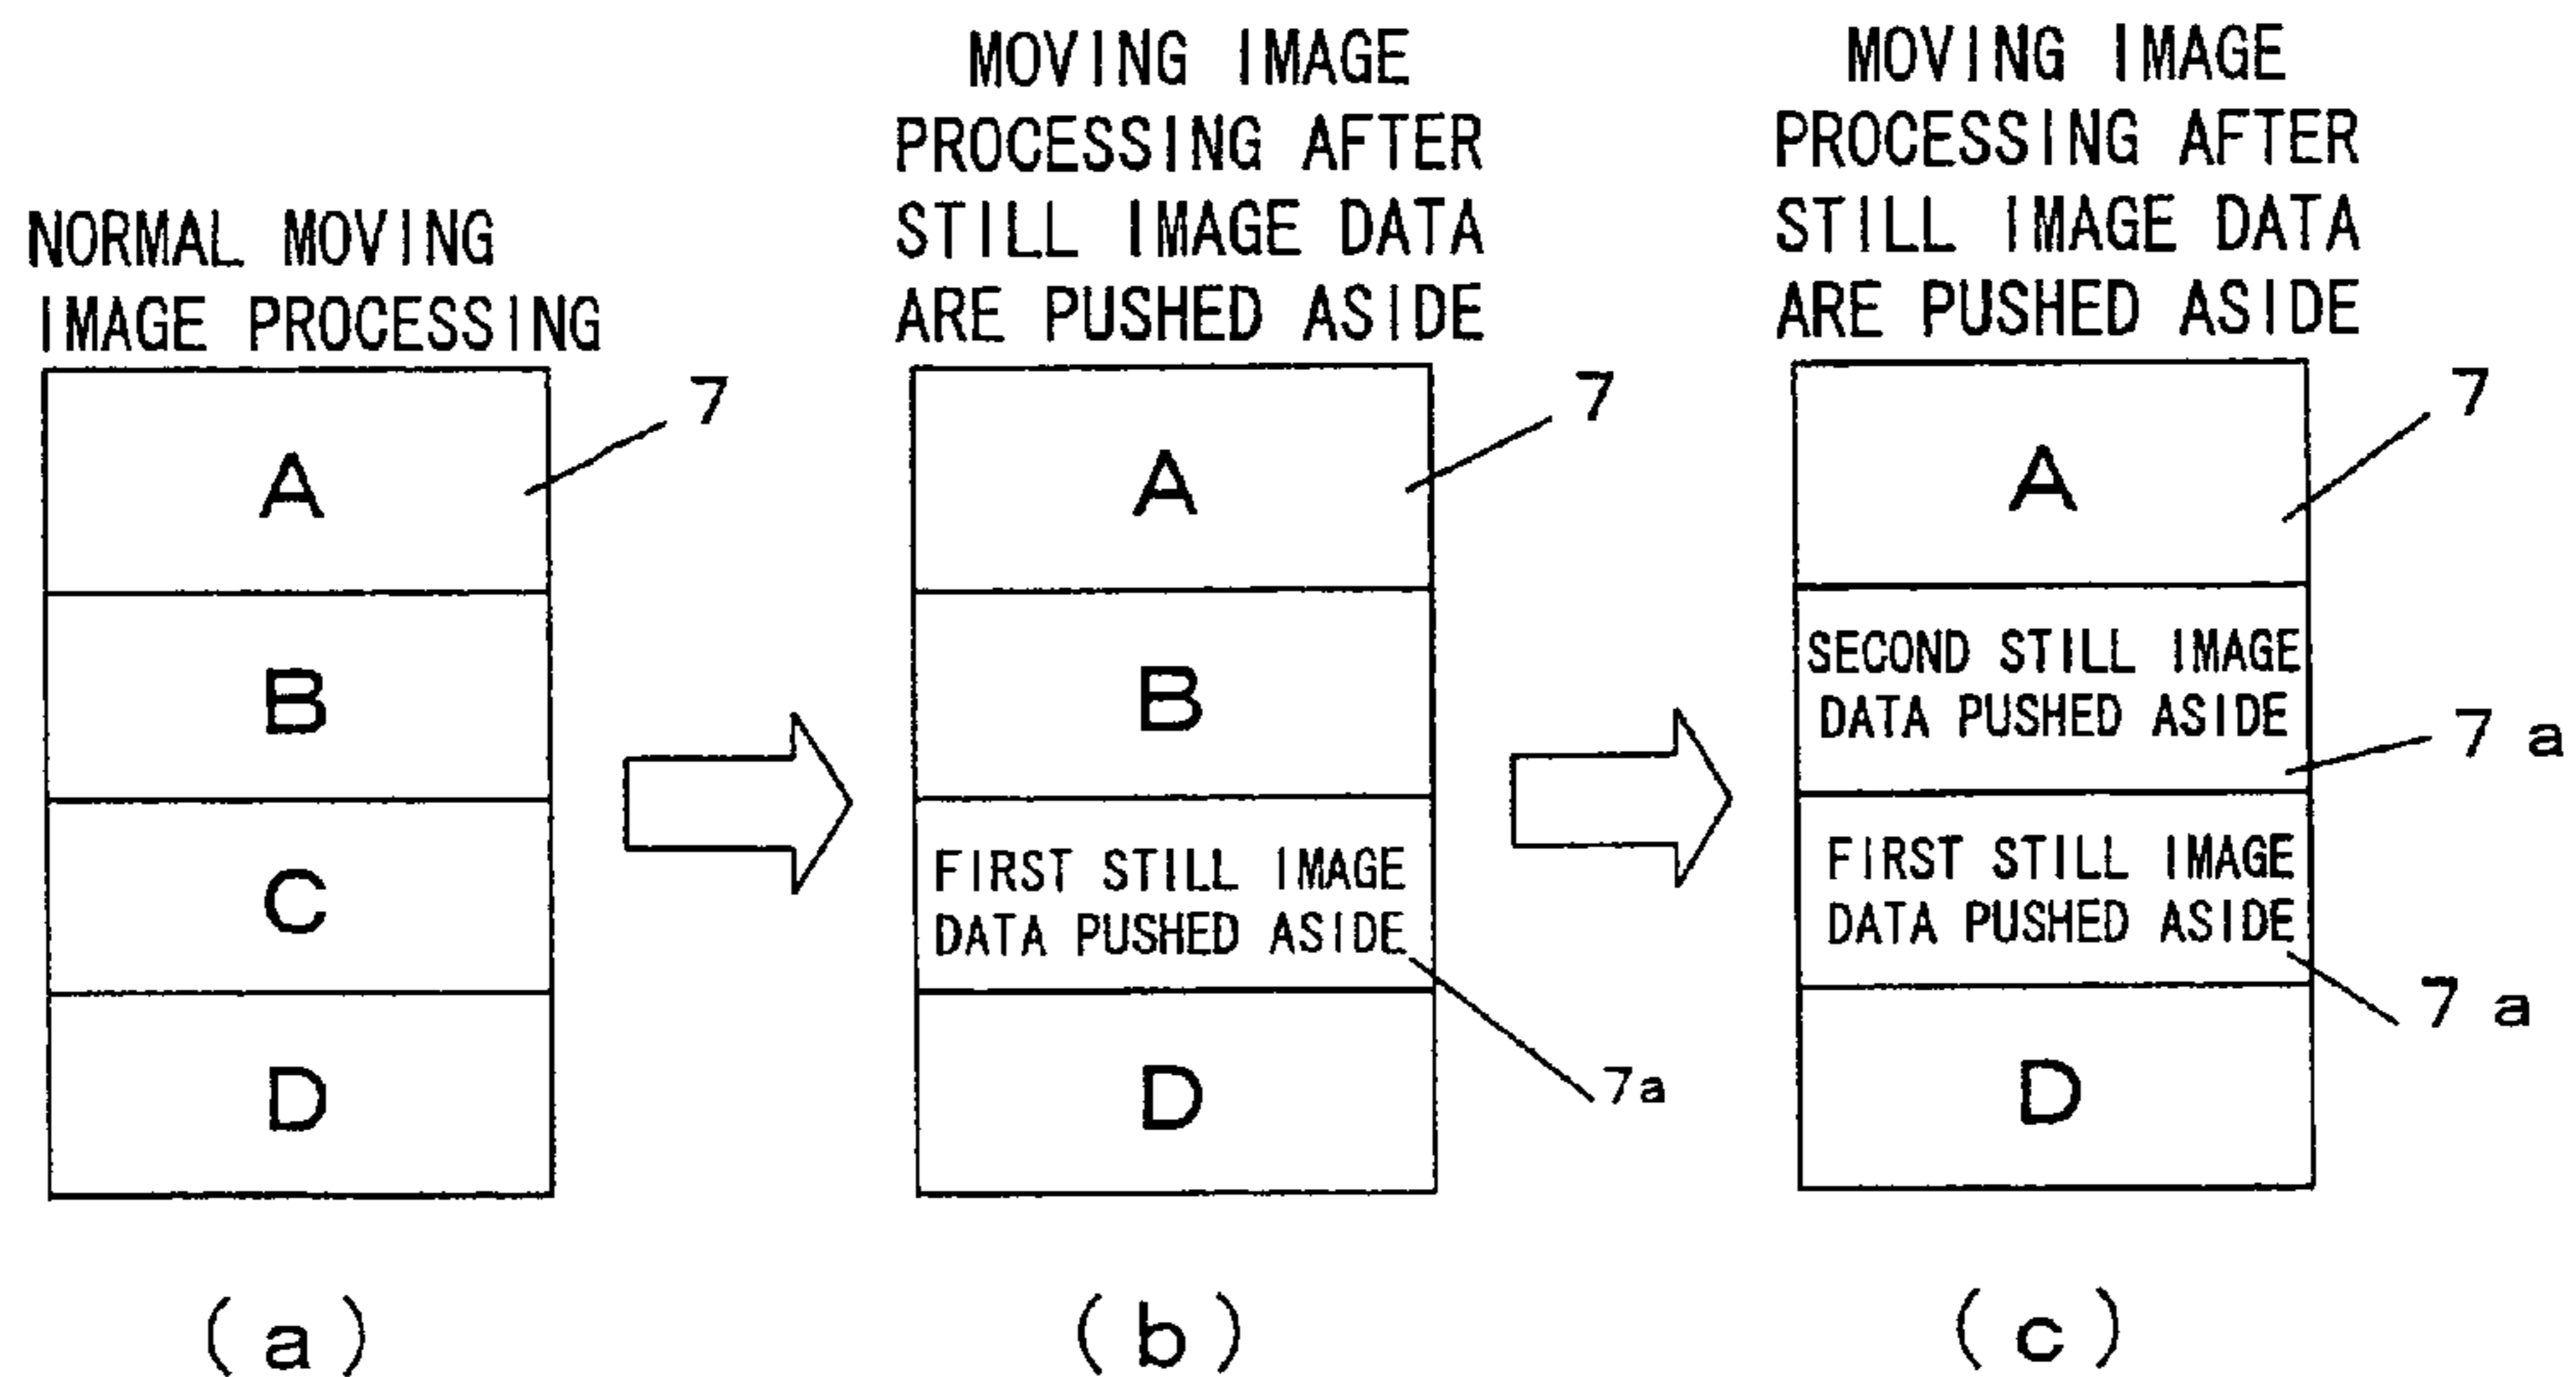 NORMAL MOVING
IMAGE PROCESSING
7
A
B
C
D
(a)
MOVING IMAGE
PROCESSING AFTER
STILL IMAGE DATA
ARE PUSHED ASIDE
7
A
B
FIRST STILL IMAGE
DATA PUSHED ASIDE
7a
D
(b)
MOVING IMAGE
PROCESSING AFTER
STILL IMAGE DATA
ARE PUSHED ASIDE
7
A
SECOND STILL IMAGE
DATA PUSHED ASIDE
7a
FIRST STILL IMAGE
DATA PUSHED ASIDE
7a
D
(c)